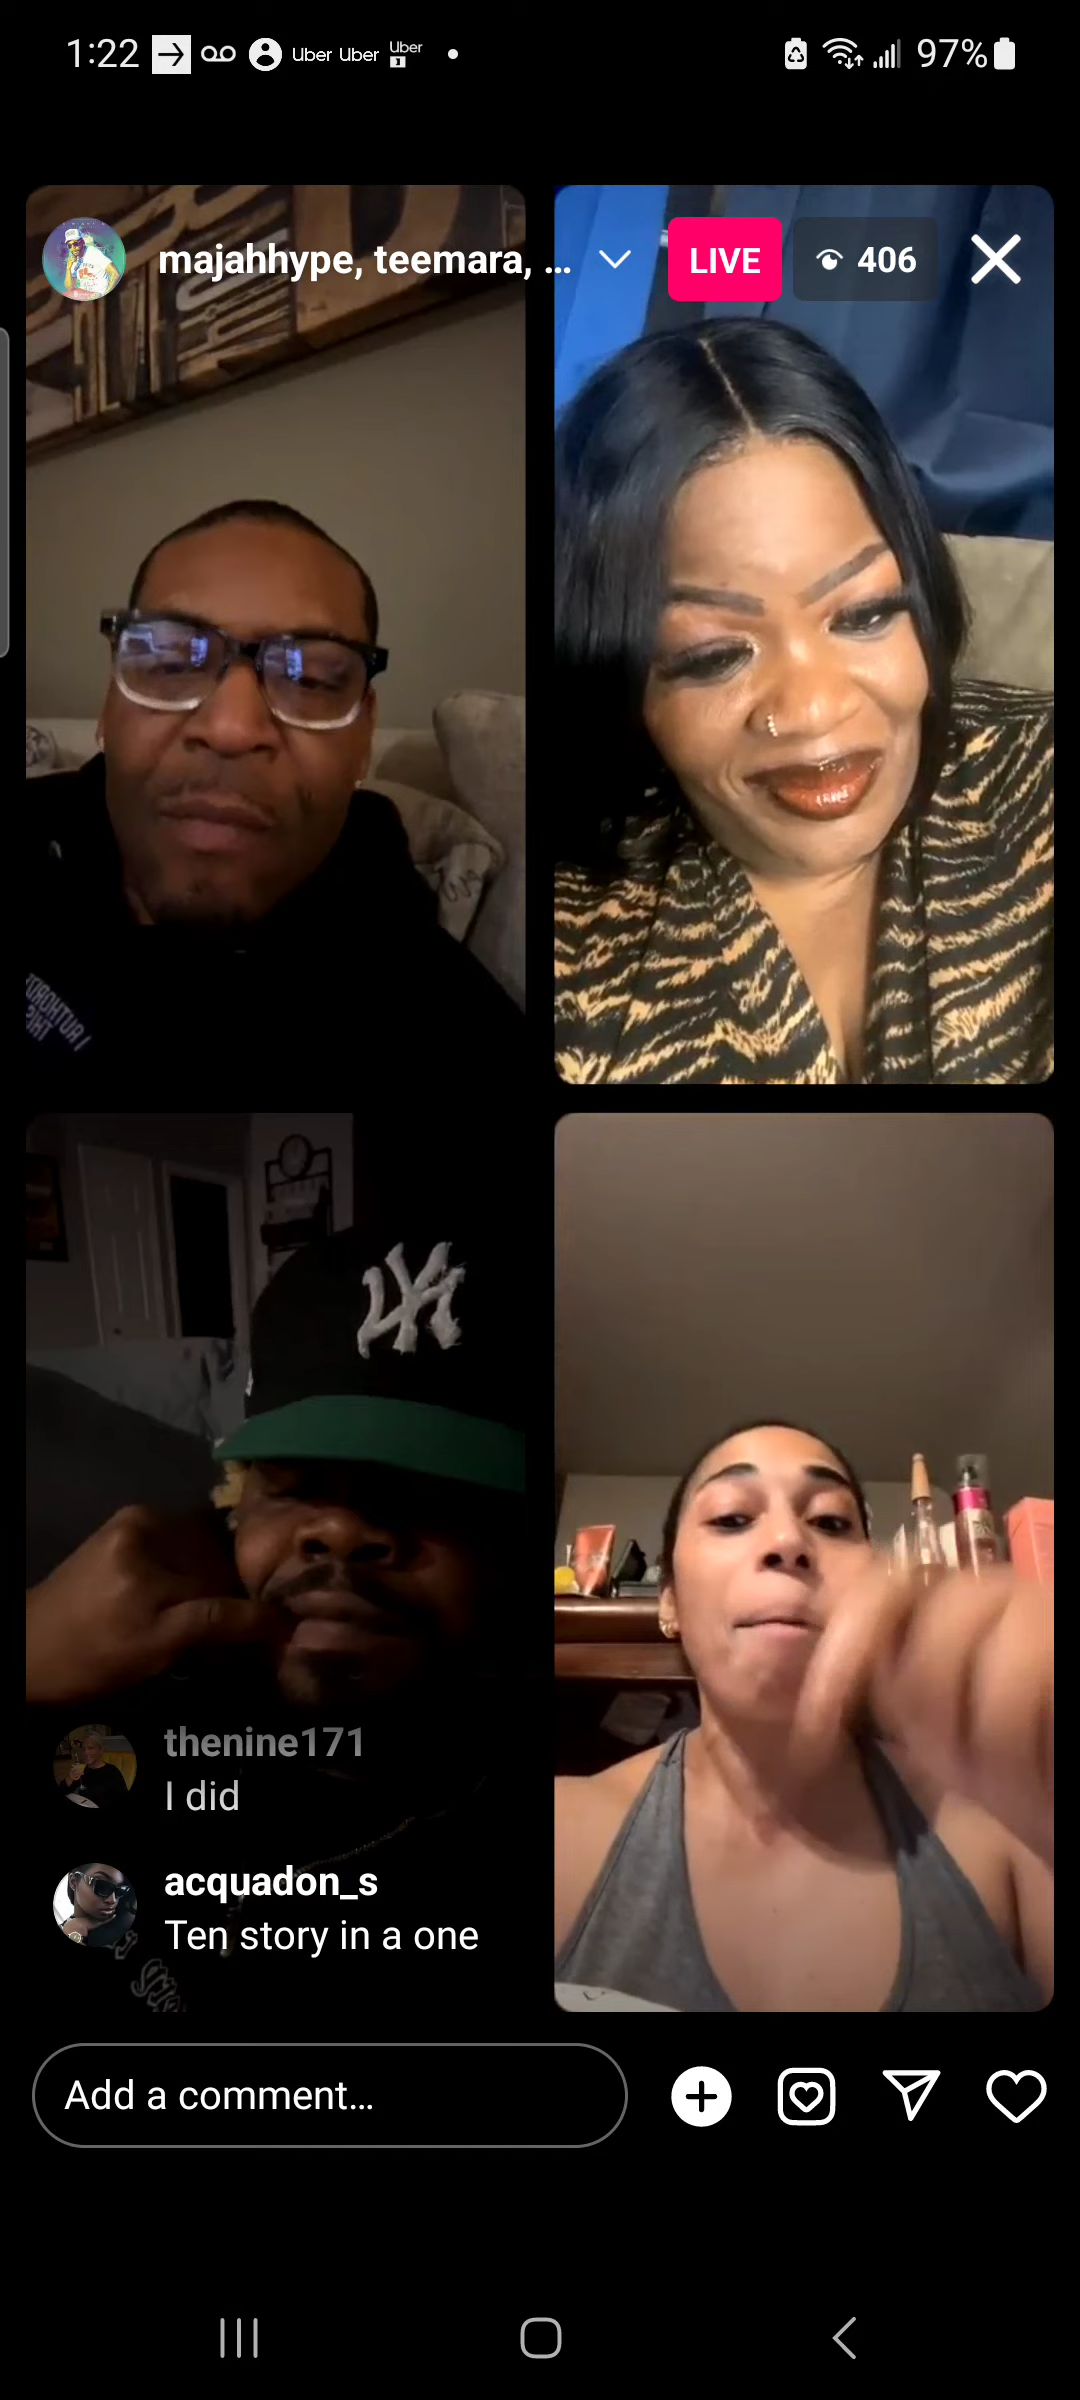 1:22 Uber Uber Uber 97%
majahhype, teemara, ... LIVE 406
NY
thenine171
I did
acquadon_s
Ten story in a one
Add a comment...